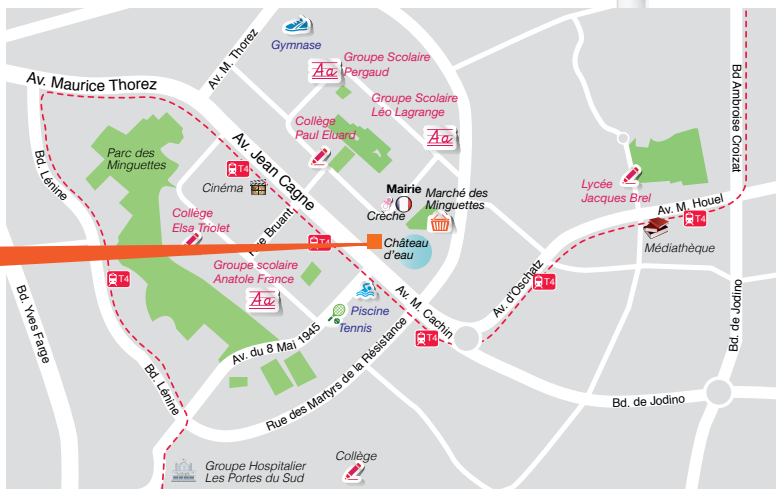 Gymnase
Av. M. Thorez
Groupe Scolaire
Pergaud
Aa
Av. Maurice Thorez
Groupe Scolaire
Léo Lagrange
Aa
Bd Ambroise Croizat
Collège
Paul Eluard
Av. Jean Cagne
Parc des
Minguettes
T4
Cinéma
Bd. Lénine
Mairie
Crèche
Marché des
Minguettes
Lycée
Jacques Brel
Av. M. Houel
T4
Médiathèque
Collège
Elsa Triolet
Rue Bruant
T4
Château
d'eau
Groupe scolaire
Anatole France
Aa
T4
Bd. Yves Farge
Piscine
Tennis
Av. M. Cachin
T4
Av. d'Oschatz
T4
Bd. de Jodino
Av. du 8 Mai 1945
Rue des Martyrs de la Résistance
Bd. Lénine
Bd. de Jodino
Groupe Hospitalier
Les Portes du Sud
Collège